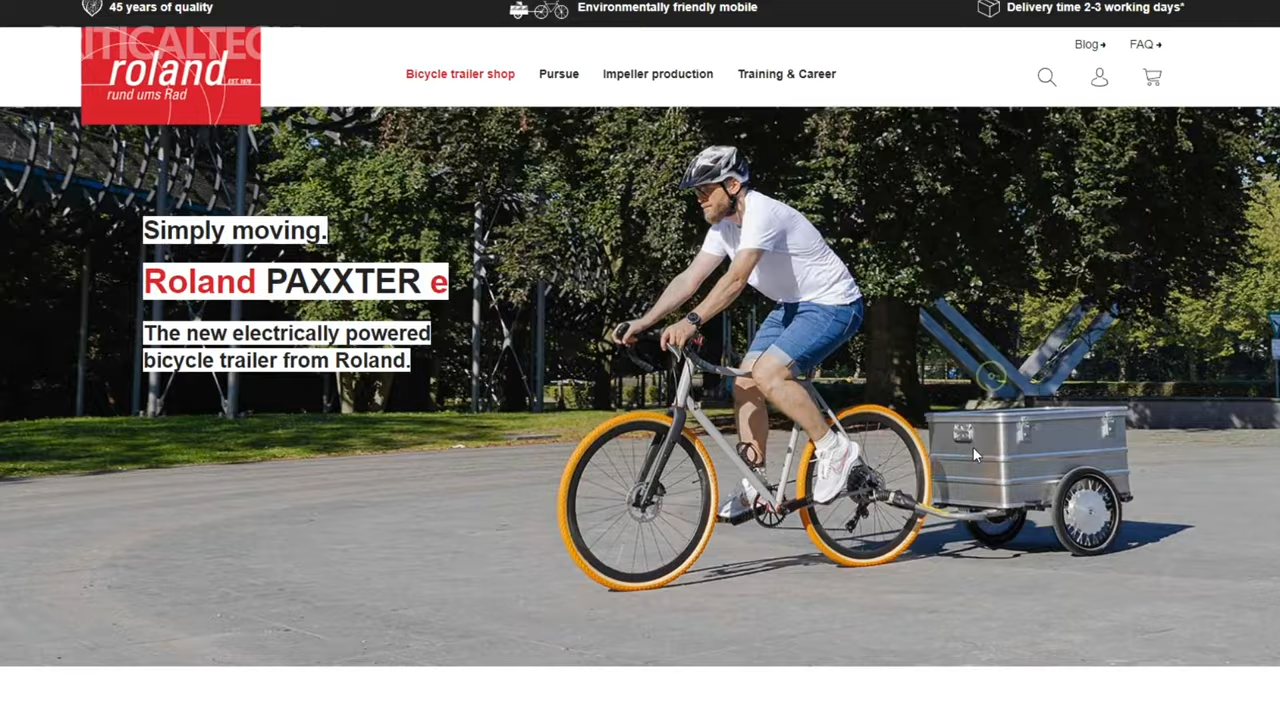 45 years of quality
Environmentally friendly mobile
Delivery time 2-3 working days*
CRITICALTECH
Blog
FAQ
roland
EST. 1876
rund ums Rad
Bicycle trailer shop
Pursue
Impeller production
Training & Career
Simply moving.
Roland PAXXTER e
The new electrically powered
bicycle trailer from Roland.